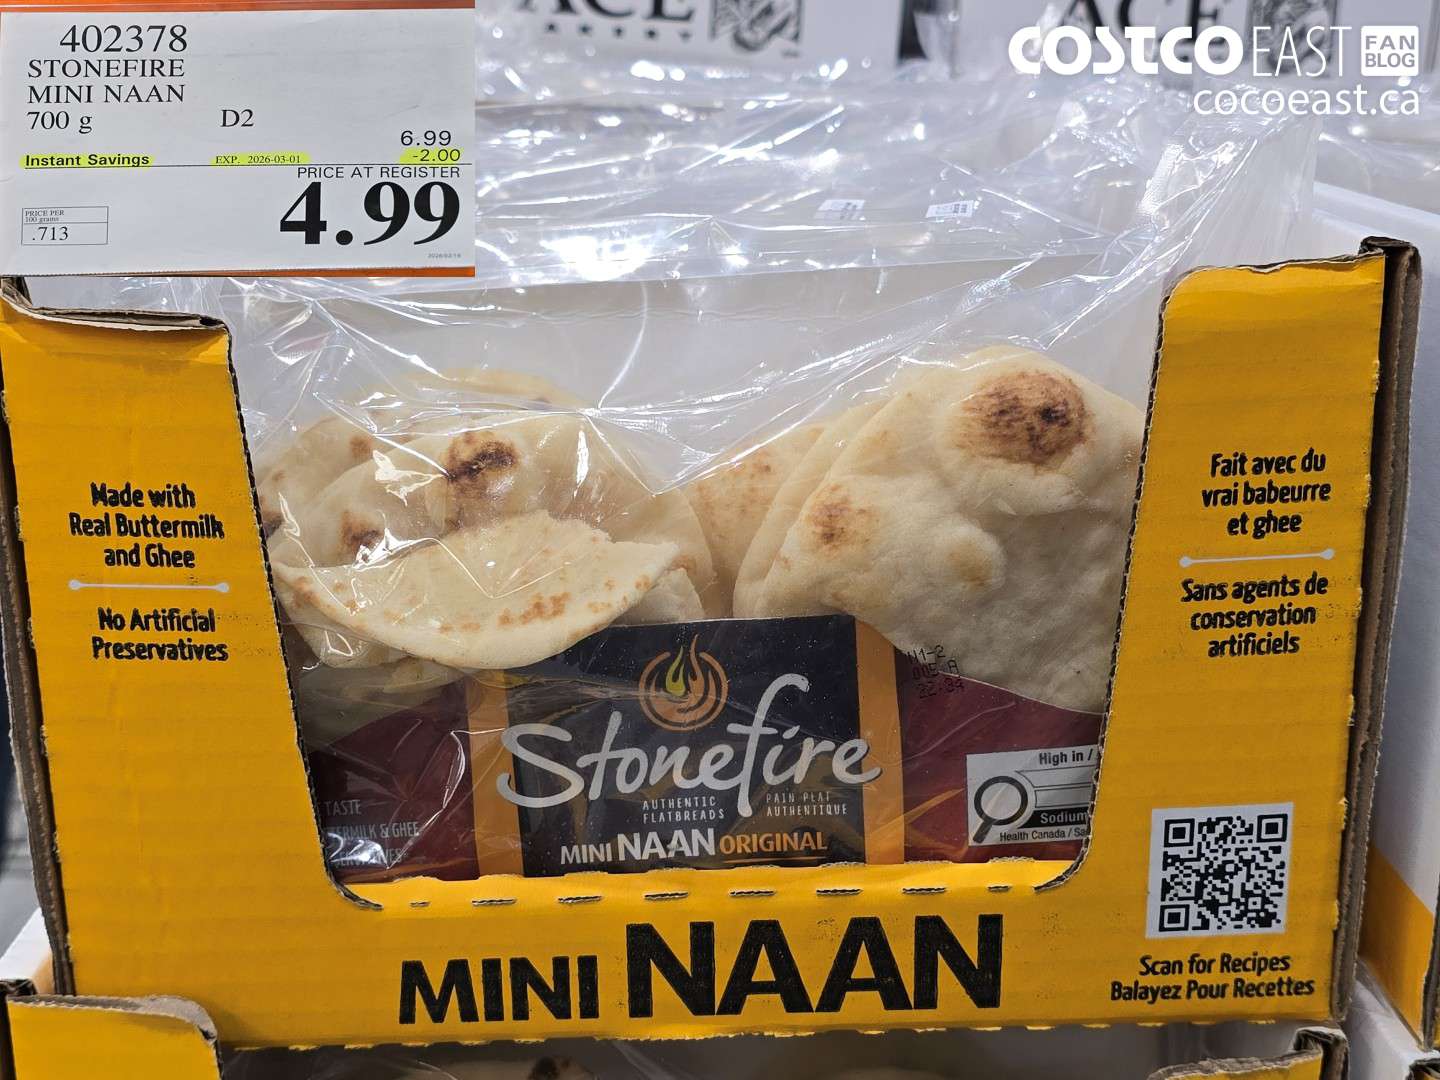 402378
STONEFIRE
MINI NAAN
700 g
D2
6.99
Instant Savings
EXP. 2026-03-01
-2.00
PRICE AT REGISTER
4.99
PRICE PER
100 grams
.713
COSTCO EAST FAN BLOG
cocoeast.ca
Made with
Real Buttermilk
and Ghee
No Artificial
Preservatives
Fait avec du
vrai babeurre
et ghee
Sans agents de
conservation
artificiels
Stonefire
AUTHENTIC
FLATBREADS
PAIN PLAT
AUTHENTIQUE
MINI NAAN ORIGINAL
TASTE
& GHEE
High in /
Sodium
Health Canada /
MINI NAAN
Scan for Recipes
Balayez Pour Recettes